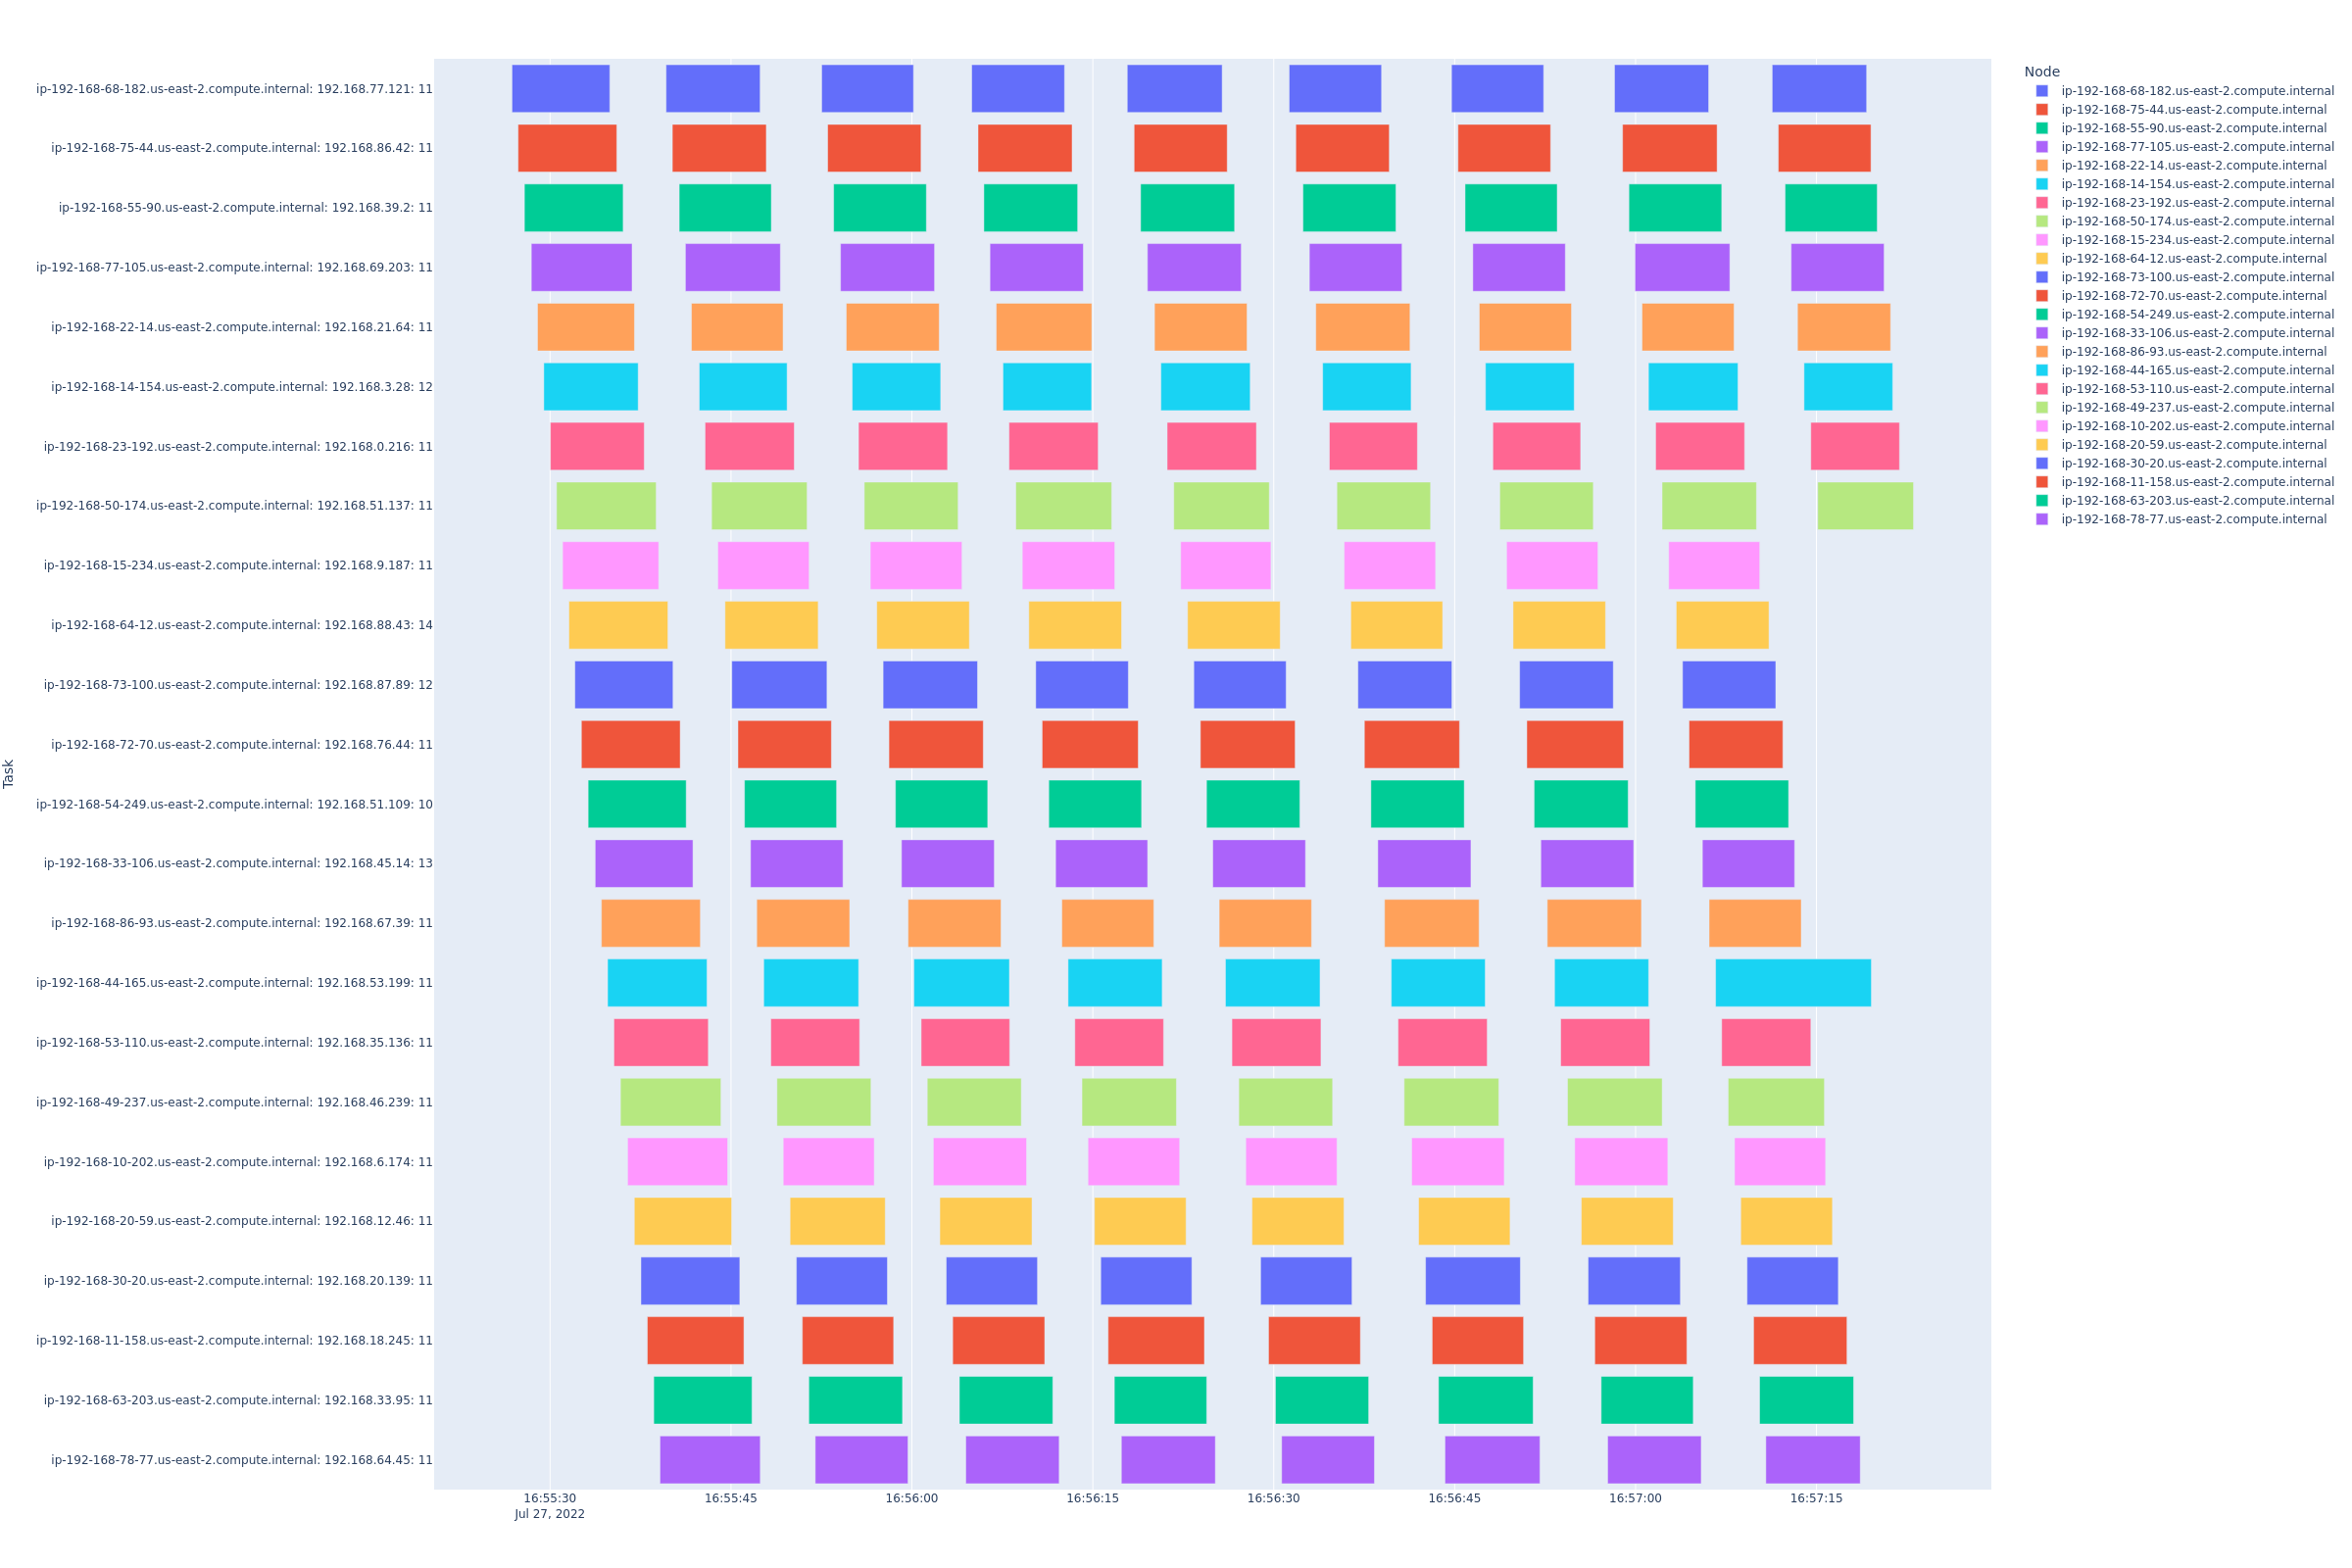 ip-192-168-68-182.us-east-2.compute.internal: 192.168.77.121: 11
ip-192-168-75-44.us-east-2.compute.internal: 192.168.86.42: 11
ip-192-168-55-90.us-east-2.compute.internal: 192.168.39.2: 11
ip-192-168-77-105.us-east-2.compute.internal: 192.168.69.203: 11
ip-192-168-22-14.us-east-2.compute.internal: 192.168.21.64: 11
ip-192-168-14-154.us-east-2.compute.internal: 192.168.3.28: 12
ip-192-168-23-192.us-east-2.compute.internal: 192.168.0.216: 11
ip-192-168-50-174.us-east-2.compute.internal: 192.168.51.137: 11
ip-192-168-15-234.us-east-2.compute.internal: 192.168.9.187: 11
ip-192-168-64-12.us-east-2.compute.internal: 192.168.88.43: 14
ip-192-168-73-100.us-east-2.compute.internal: 192.168.87.89: 12
ip-192-168-72-70.us-east-2.compute.internal: 192.168.76.44: 11
ip-192-168-54-249.us-east-2.compute.internal: 192.168.51.109: 10
ip-192-168-33-106.us-east-2.compute.internal: 192.168.45.14: 13
ip-192-168-86-93.us-east-2.compute.internal: 192.168.67.39: 11
ip-192-168-44-165.us-east-2.compute.internal: 192.168.53.199: 11
ip-192-168-53-110.us-east-2.compute.internal: 192.168.35.136: 11
ip-192-168-49-237.us-east-2.compute.internal: 192.168.46.239: 11
ip-192-168-10-202.us-east-2.compute.internal: 192.168.6.174: 11
ip-192-168-20-59.us-east-2.compute.internal: 192.168.12.46: 11
ip-192-168-30-20.us-east-2.compute.internal: 192.168.20.139: 11
ip-192-168-11-158.us-east-2.compute.internal: 192.168.18.245: 11
ip-192-168-63-203.us-east-2.compute.internal: 192.168.33.95: 11
ip-192-168-78-77.us-east-2.compute.internal: 192.168.64.45: 11
Task
16:55:30
Jul 27, 2022
16:55:45
16:56:00
16:56:15
16:56:30
16:56:45
16:57:00
16:57:15
Node
ip-192-168-68-182.us-east-2.compute.internal
ip-192-168-75-44.us-east-2.compute.internal
ip-192-168-55-90.us-east-2.compute.internal
ip-192-168-77-105.us-east-2.compute.internal
ip-192-168-22-14.us-east-2.compute.internal
ip-192-168-14-154.us-east-2.compute.internal
ip-192-168-23-192.us-east-2.compute.internal
ip-192-168-50-174.us-east-2.compute.internal
ip-192-168-15-234.us-east-2.compute.internal
ip-192-168-64-12.us-east-2.compute.internal
ip-192-168-73-100.us-east-2.compute.internal
ip-192-168-72-70.us-east-2.compute.internal
ip-192-168-54-249.us-east-2.compute.internal
ip-192-168-33-106.us-east-2.compute.internal
ip-192-168-86-93.us-east-2.compute.internal
ip-192-168-44-165.us-east-2.compute.internal
ip-192-168-53-110.us-east-2.compute.internal
ip-192-168-49-237.us-east-2.compute.internal
ip-192-168-10-202.us-east-2.compute.internal
ip-192-168-20-59.us-east-2.compute.internal
ip-192-168-30-20.us-east-2.compute.internal
ip-192-168-11-158.us-east-2.compute.internal
ip-192-168-63-203.us-east-2.compute.internal
ip-192-168-78-77.us-east-2.compute.internal